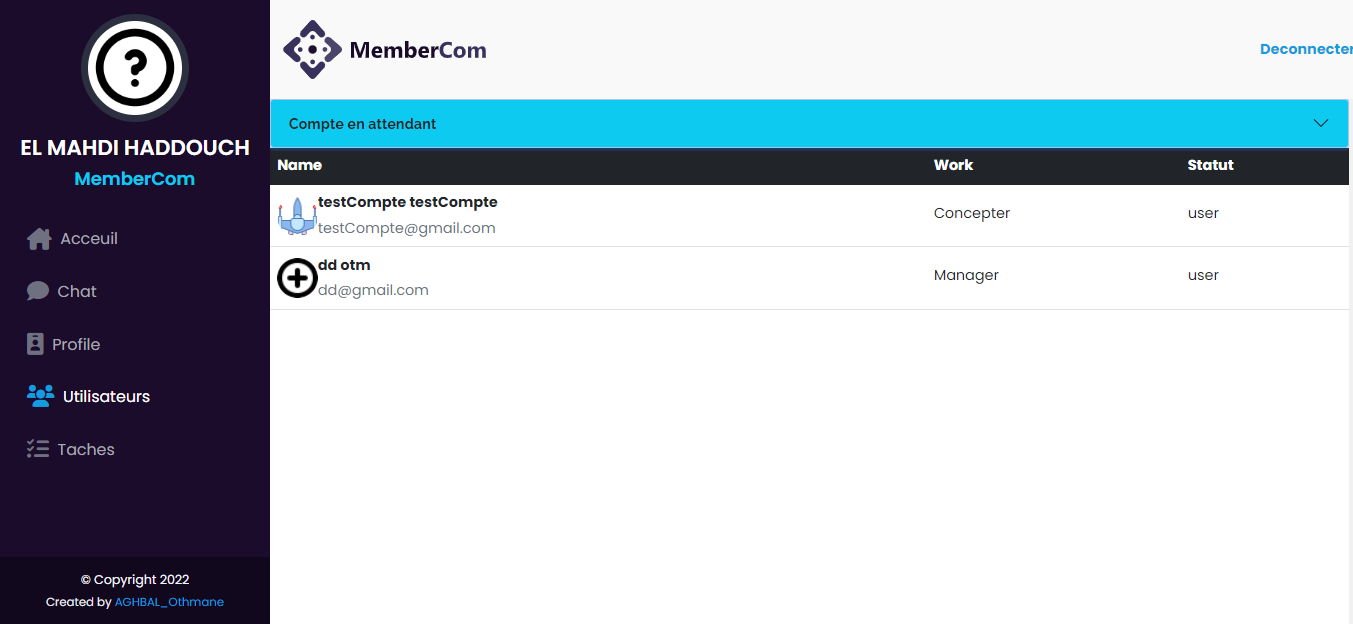 EL MAHDI HADDOUCH
MemberCom
Acceuil
Chat
Profile
Utilisateurs
Taches
© Copyright 2022
Created by AGHBAL_Othmane
MemberCom
Deconnecter
Compte en attendant
Name Work Statut
testCompte testCompte
testCompte@gmail.com
Concepter
user
dd otm
dd@gmail.com
Manager
user